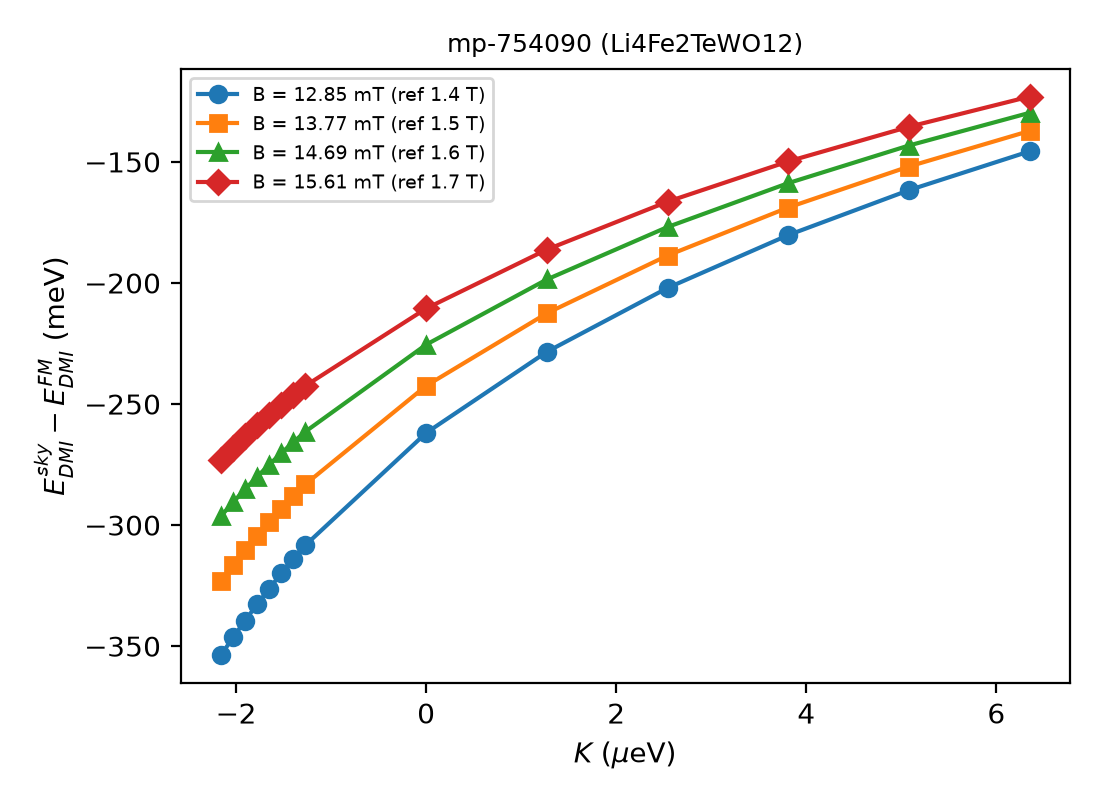 mp-754090 (Li4Fe2TeWO12)
B = 12.85 mT (ref 1.4 T)
B = 13.77 mT (ref 1.5 T)
B = 14.69 mT (ref 1.6 T)
B = 15.61 mT (ref 1.7 T)
−150
−200
−250
−300
−350
$E_{DMI}^{sky} − E_{DMI}^{FM}$ (meV)
−2
0
2
4
6
K (μeV)